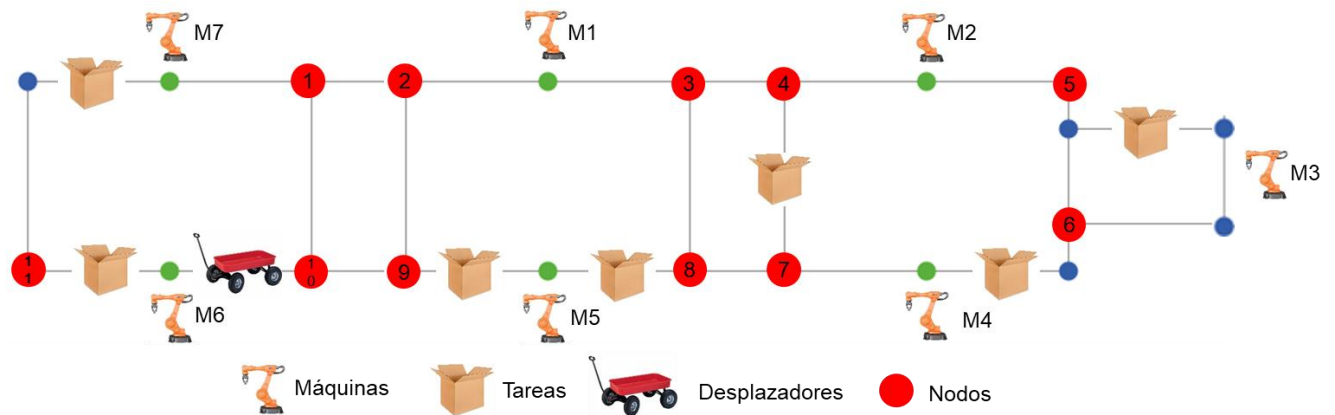 M7
M1
M2
1
2
3
4
5
M3
6
11
10
9
8
7
M6
M5
M4
Máquinas
Tareas
Desplazadores
Nodos